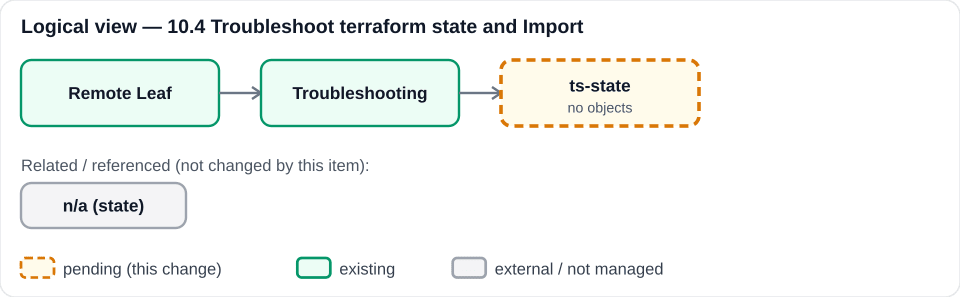 Logical view — 10.4 Troubleshoot terraform state and Import
Remote Leaf
Troubleshooting
ts-state
no objects
Related / referenced (not changed by this item):
n/a (state)
pending (this change)
existing
external / not managed